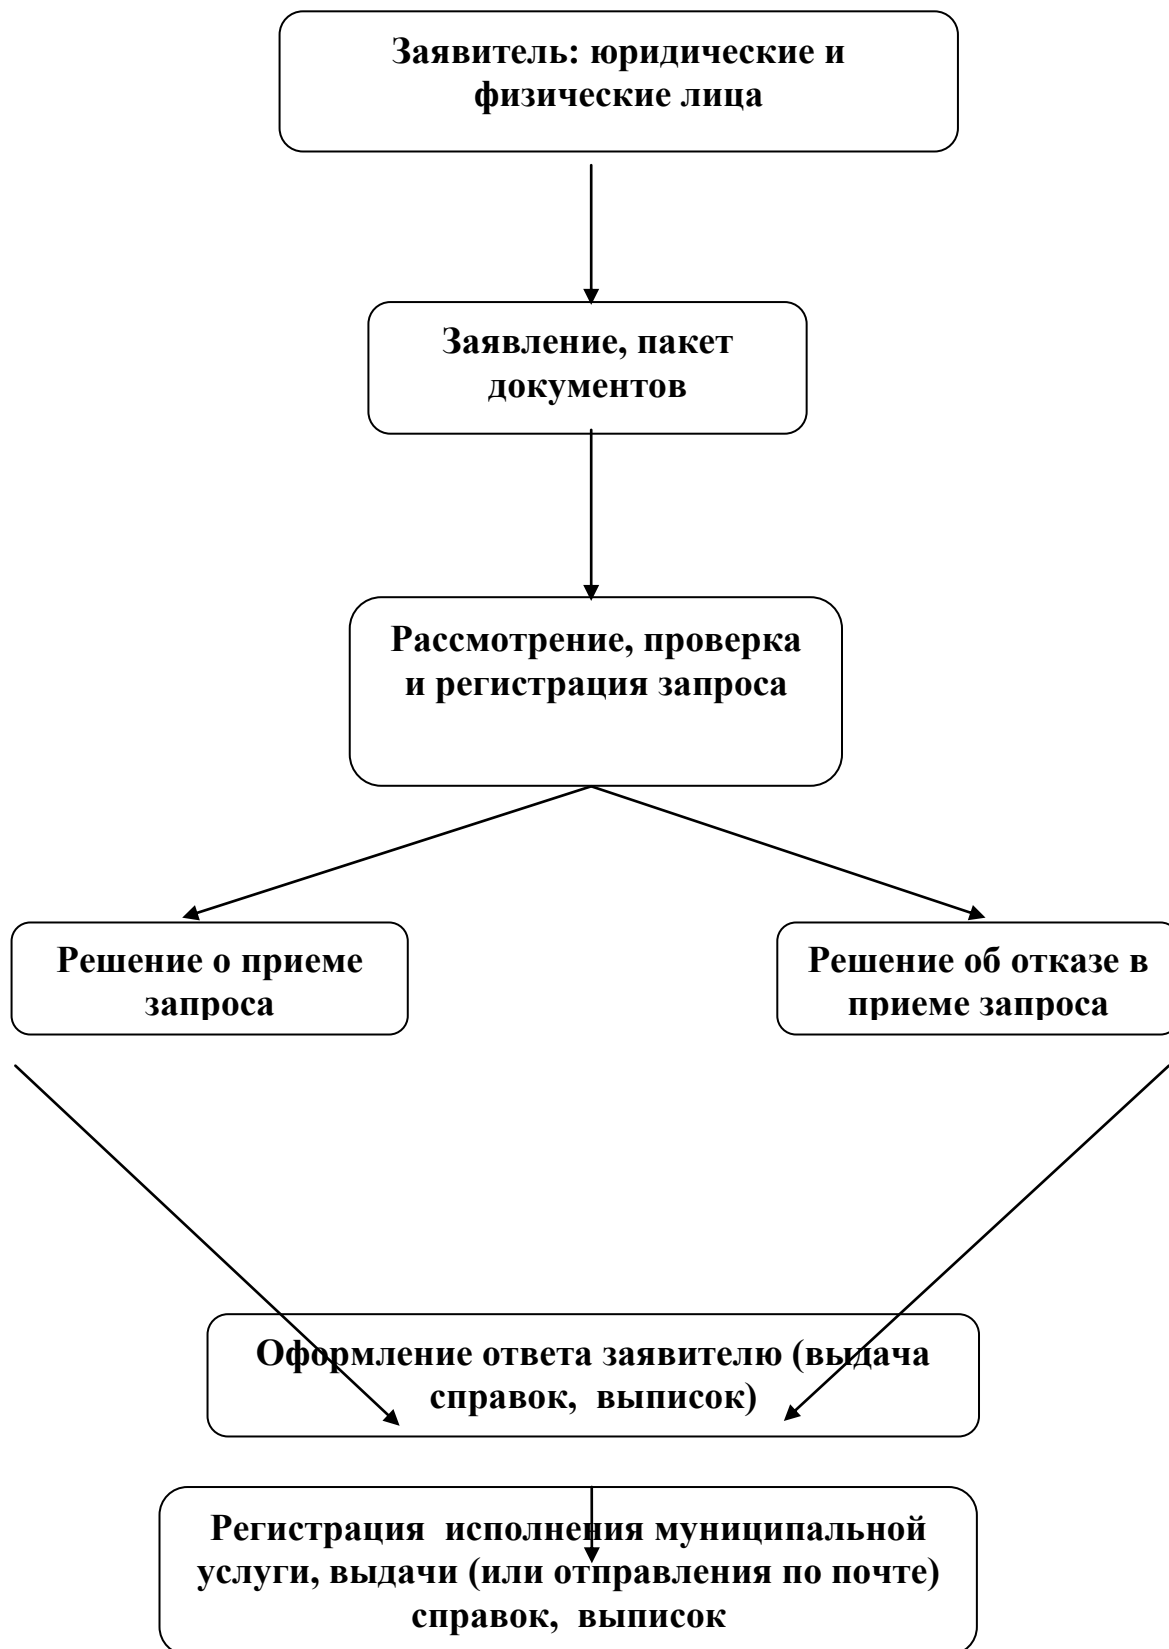 Заявитель: юридические и
физические лица
Заявление, пакет
документов
Рассмотрение, проверка
и регистрация запроса
Решение о приеме
запроса
Решение об отказе в
приеме запроса
Оформление ответа заявителю (выдача
справок, выписок)
Регистрация исполнения муниципальной
услуги, выдачи (или отправления по почте)
справок, выписок